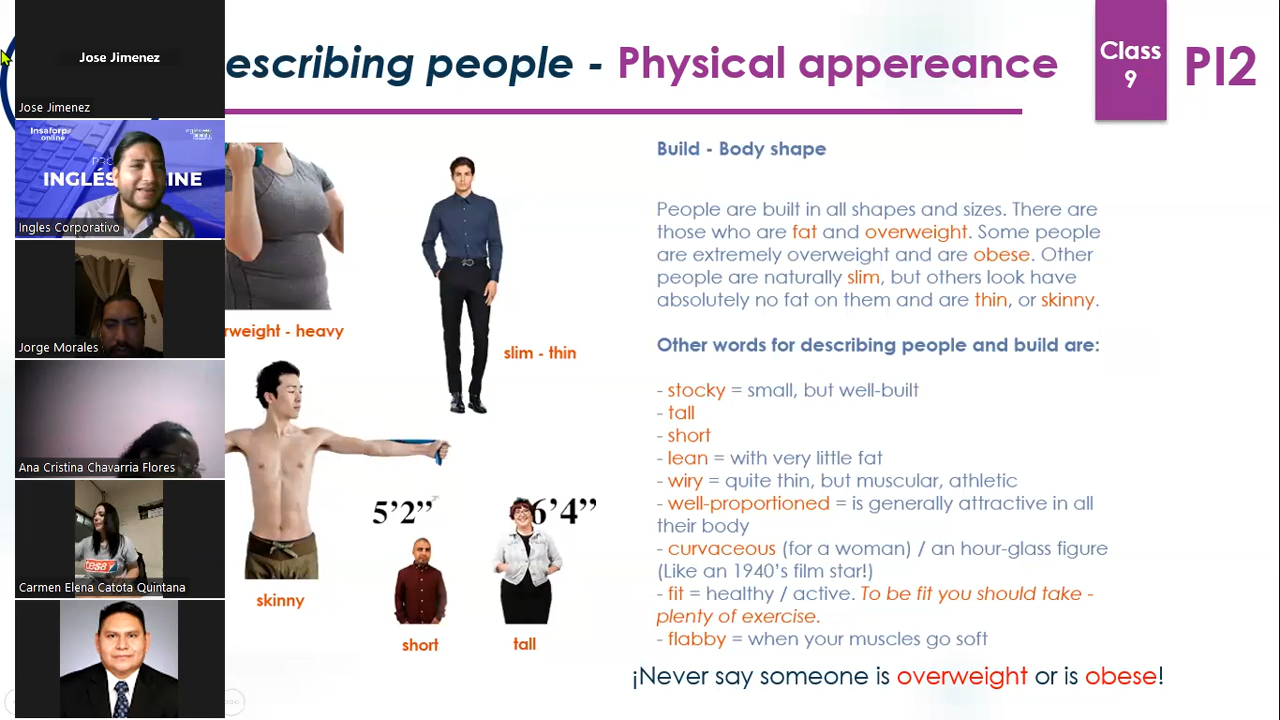 Jose Jimenez
Jose Jimenez
Insaforp
online
INGLÉS
INE
Ingles Corporativo
Jorge Morales
Ana Cristina Chavarria Flores
Carmen Elena Catota Quintana
escribing people - Physical appereance
Class
9
PI2
rweight - heavy
slim - thin
skinny
5'2”
6'4”
short
tall
Build - Body shape
People are built in all shapes and sizes. There are
those who are fat and overweight. Some people
are extremely overweight and are obese. Other
people are naturally slim, but others look have
absolutely no fat on them and are thin, or skinny.
Other words for describing people and build are:
- stocky = small, but well-built
- tall
- short
- lean = with very little fat
- wiry = quite thin, but muscular, athletic
- well-proportioned = is generally attractive in all
their body
- curvaceous (for a woman) / an hour-glass figure
(Like an 1940’s film star!)
- fit = healthy / active. To be fit you should take -
plenty of exercise.
- flabby = when your muscles go soft
¡Never say someone is overweight or is obese!